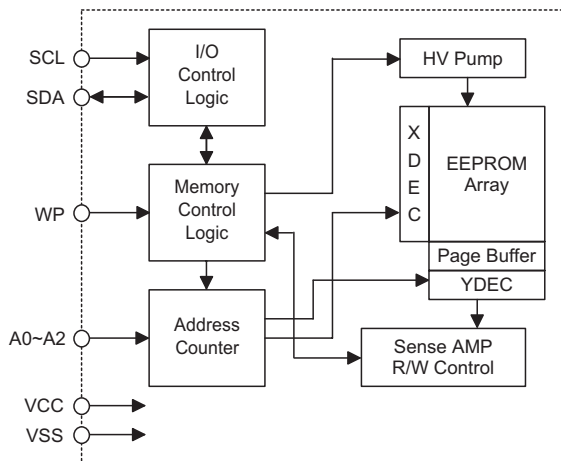 SCL
SDA
WP
A0~A2
VCC
VSS
I/O
Control
Logic
Memory
Control
Logic
Address
Counter
HV Pump
X
D
E
C
EEPROM
Array
Page Buffer
YDEC
Sense AMP
R/W Control